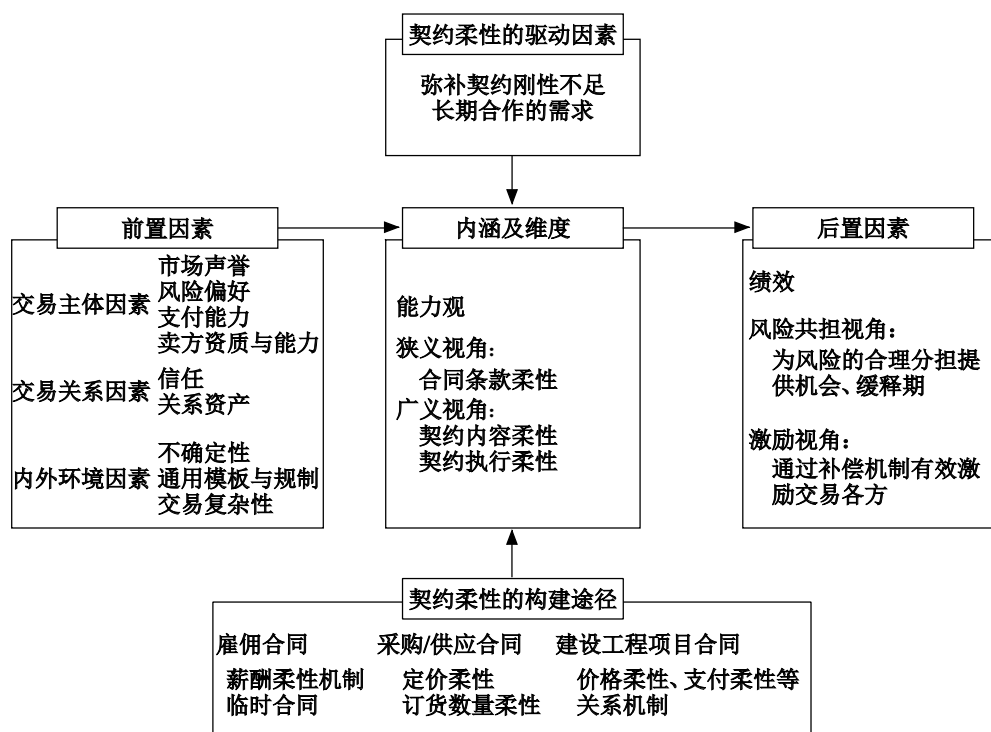 契约柔性的驱动因素
弥补契约刚性不足
长期合作的需求
前置因素
交易主体因素
市场声誉
风险偏好
支付能力
卖方资质与能力
交易关系因素
信任
关系资产
内外环境因素
不确定性
通用模板与规制
交易复杂性
内涵及维度
能力观
狭义视角：
合同条款柔性
广义视角：
契约内容柔性
契约执行柔性
后置因素
绩效
风险共担视角：
为风险的合理分担提
供机会、缓释期
激励视角：
通过补偿机制有效激
励交易各方
契约柔性的构建途径
雇佣合同
薪酬柔性机制
临时合同
采购/供应合同
定价柔性
订货数量柔性
建设工程项目合同
价格柔性、支付柔性等
关系机制